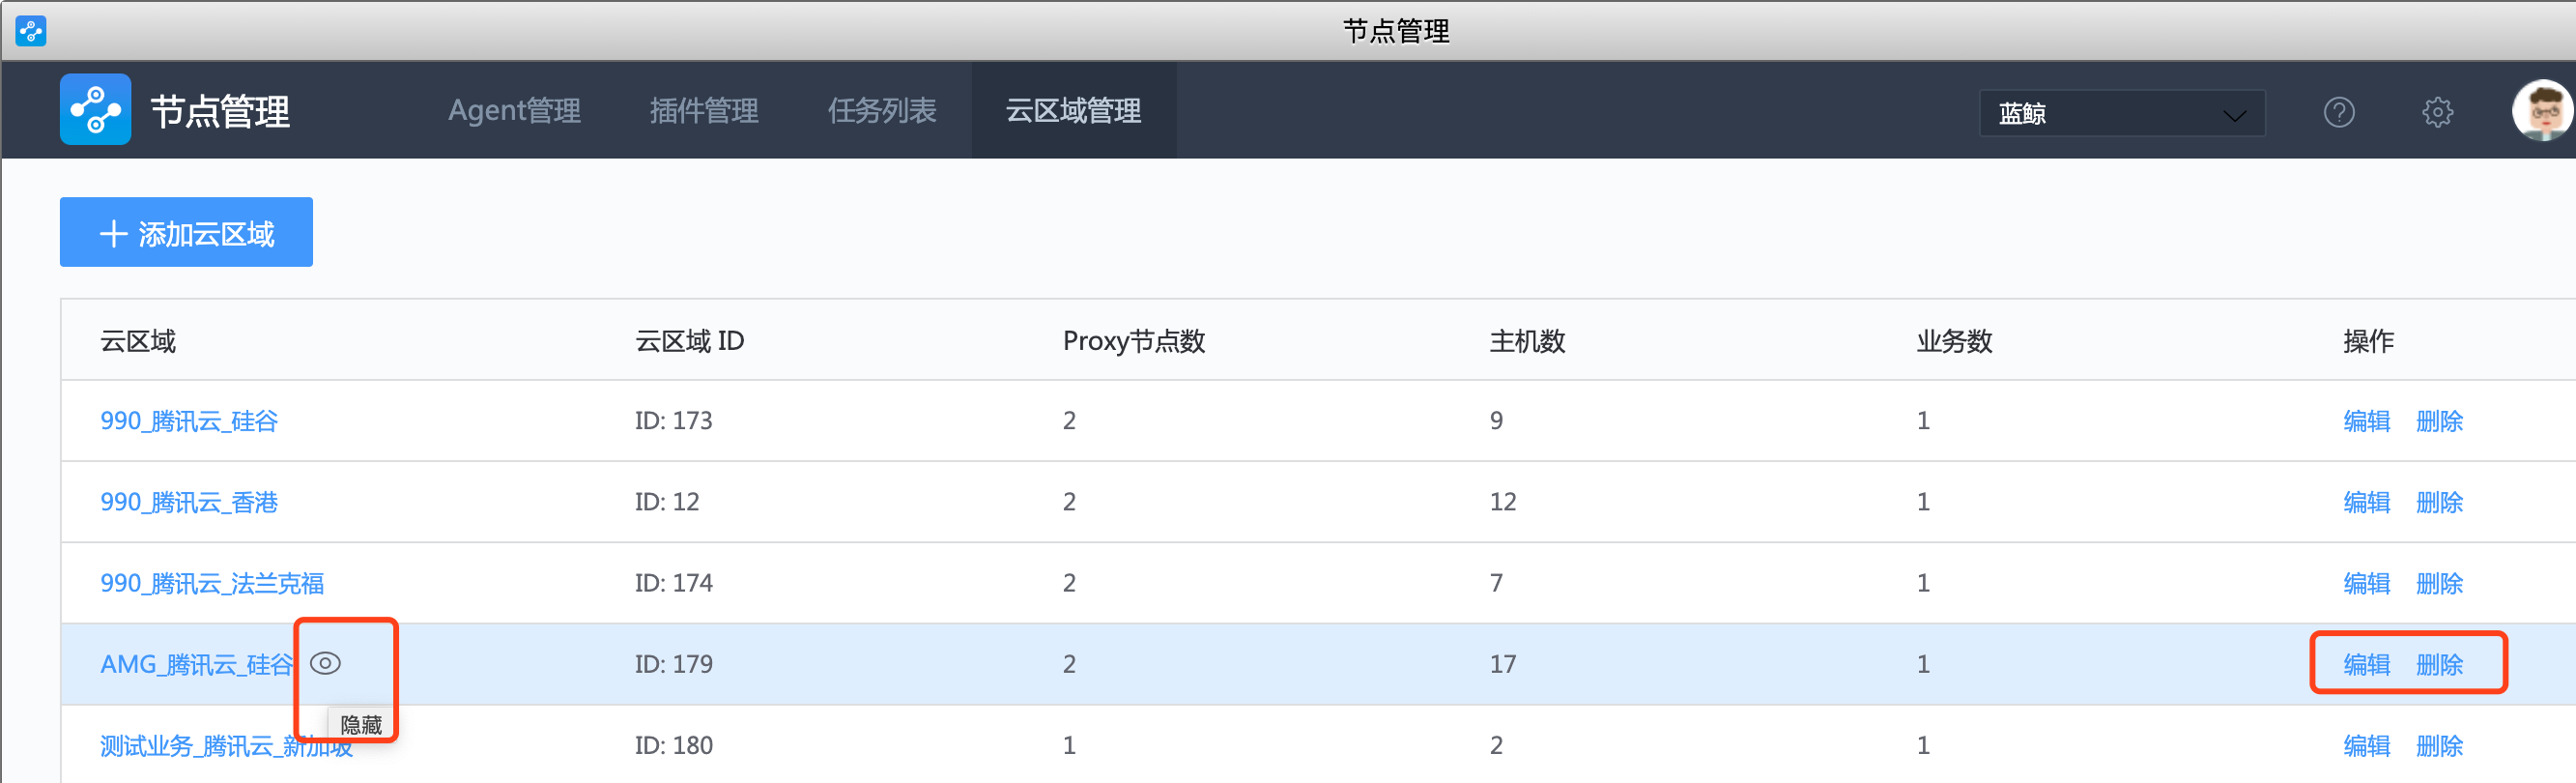 节点管理
节点管理 Agent管理 插件管理 任务列表 云区域管理 蓝鲸
添加云区域
云区域 云区域 ID Proxy节点数 主机数 业务数 操作
990_腾讯云_硅谷 ID: 173 2 9 1 编辑 删除
990_腾讯云_香港 ID: 12 2 12 1 编辑 删除
990_腾讯云_法兰克福 ID: 174 2 7 1 编辑 删除
AMG_腾讯云_硅谷 ID: 179 2 17 1 编辑 删除
隐藏
测试业务_腾讯云_新加坡 ID: 180 1 2 1 编辑 删除